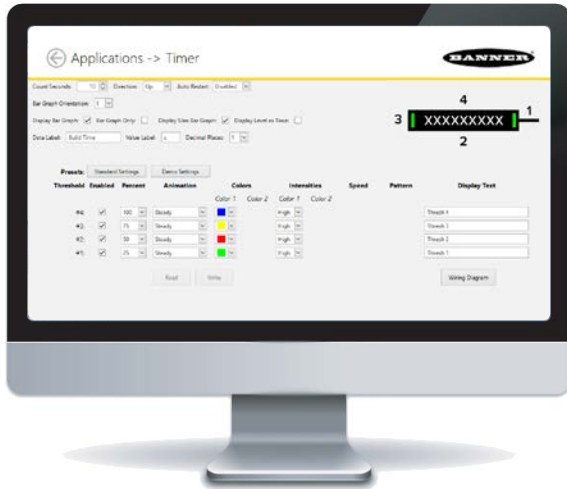 Applications -> Timer
BANNER
Count Seconds: 10 Direction: Up Auto Restart: Disabled
Bar Graph Orientation: 1
Display Bar Graph: Bar Graph Only: Display Slim Bar Graph: Display Level as Time:
Data Label: Build Time Value Label: s Decimal Places: 1
4
3 XXXXXXXXX 1
2
Presets: Standard Settings Demo Settings
Threshold Enabled Percent Animation Colors Intensities Speed Pattern Display Text
Color 1 Color 2 Color 1 Color 2
#4: 100 Steady High Thresh 4
#3: 75 Steady High Thresh 3
#2: 50 Steady High Thresh 2
#1: 25 Steady High Thresh 1
Read Write Wiring Diagram